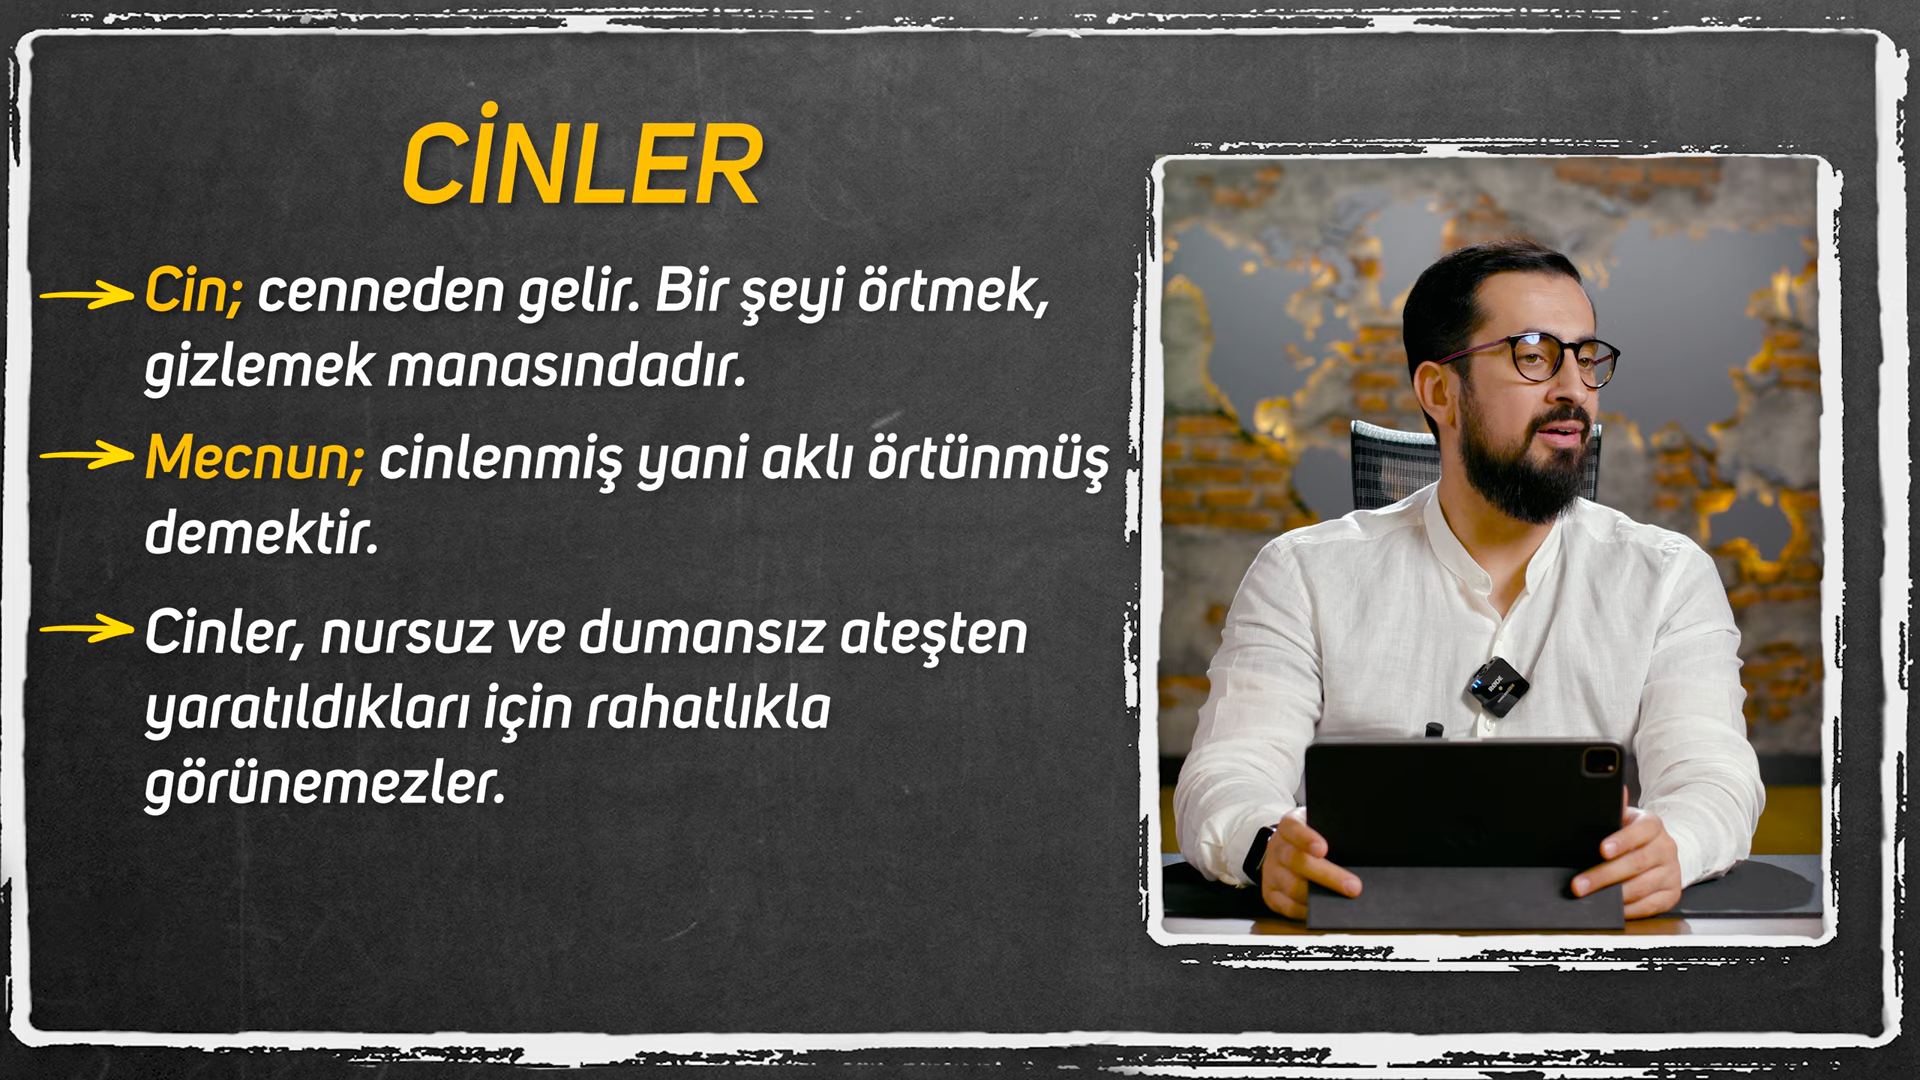 CİNLER
Cin; cenneden gelir. Bir şeyi örtmek,
gizlemek manasındadır.
Mecnun; cinlenmiş yani aklı örtünmüş
demektir.
Cinler, nursuz ve dumansız ateşten
yaratıldıkları için rahatlıkla
görünemezler.
RODE